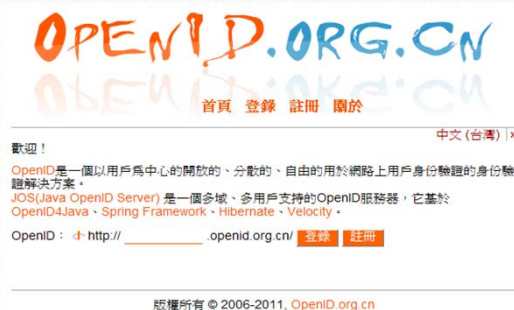 OPENID.ORG.CN
首頁 登錄 註冊 關於
中文 (台灣)
歡迎！
OpenID是一個以用戶爲中心的開放的、分散的、自由的用於網路上用戶身份驗證的身份驗
證解決方案。
JOS(Java OpenID Server) 是一個多域、多用戶支持的OpenID服務器，它基於
OpenID4Java、Spring Framework、Hibernate、Velocity。
OpenID： http:// .openid.org.cn/ 登錄 註冊
版權所有 © 2006-2011, OpenID.org.cn